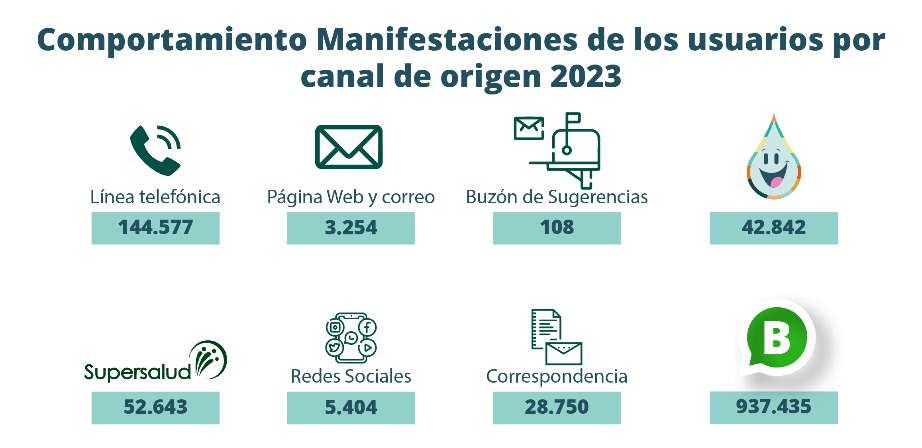 Comportamiento Manifestaciones de los usuarios por
canal de origen 2023
Línea telefónica
Página Web y correo
Buzón de Sugerencias
144.577
3.254
108
42.842
Supersalud
Redes Sociales
Correspondencia
B
52.643
5.404
28.750
937.435